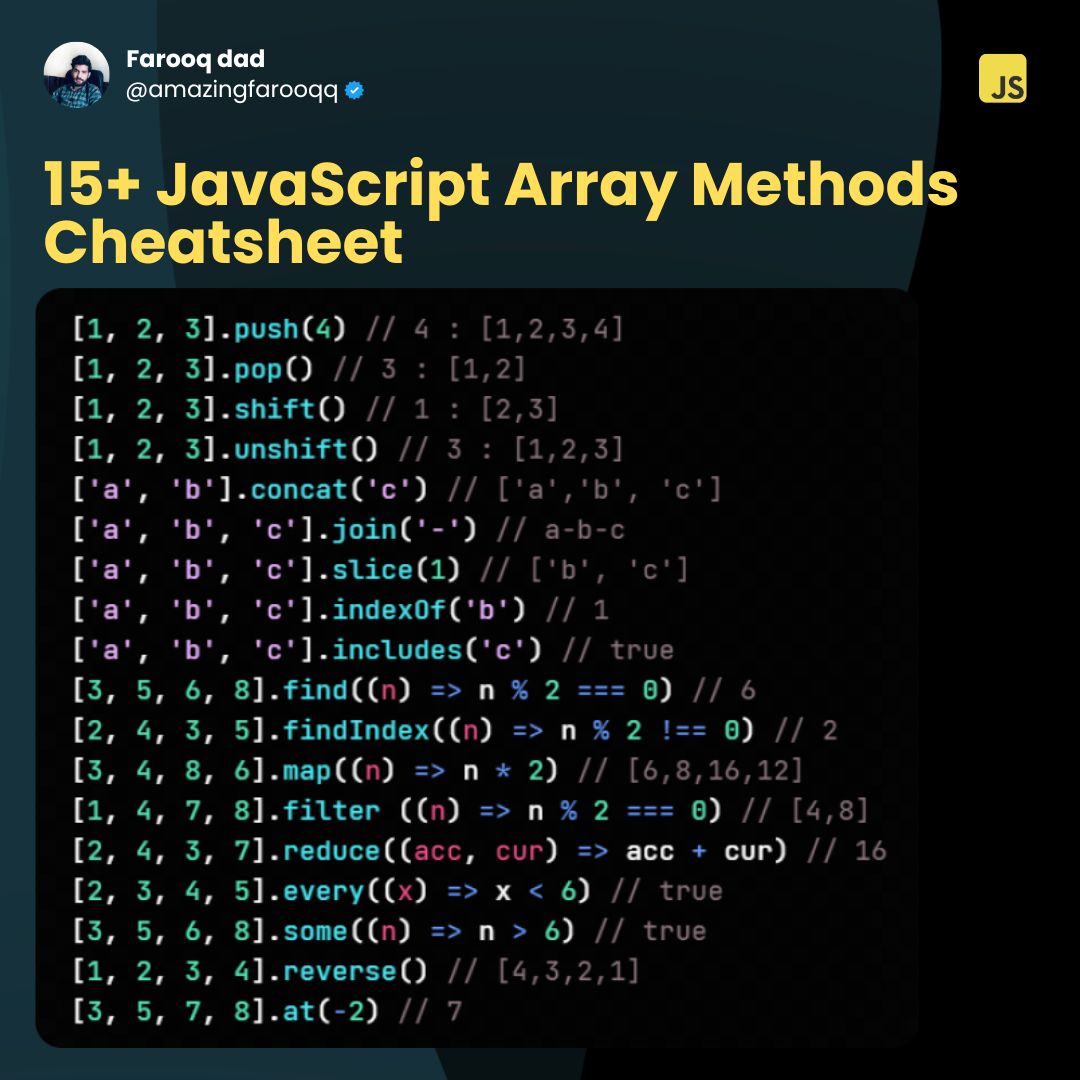 Farooq dad
@amazingfarooqq
JS
15+ JavaScript Array Methods
Cheatsheet
[1, 2, 3].push(4) // 4 : [1,2,3,4]
[1, 2, 3].pop() // 3 : [1,2]
[1, 2, 3].shift() // 1 : [2,3]
[1, 2, 3].unshift() // 3 : [1,2,3]
['a', 'b'].concat('c') // ['a','b', 'c']
['a', 'b', 'c'].join('-') // a-b-c
['a', 'b', 'c'].slice(1) // ['b', 'c']
['a', 'b', 'c'].indexOf('b') // 1
['a', 'b', 'c'].includes('c') // true
[3, 5, 6, 8].find((n) => n % 2 === 0) // 6
[2, 4, 3, 5].findIndex((n) => n % 2 !== 0) // 2
[3, 4, 8, 6].map((n) => n * 2) // [6,8,16,12]
[1, 4, 7, 8].filter ((n) => n % 2 === 0) // [4,8]
[2, 4, 3, 7].reduce((acc, cur) => acc + cur) // 16
[2, 3, 4, 5].every((x) => x < 6) // true
[3, 5, 6, 8].some((n) => n > 6) // true
[1, 2, 3, 4].reverse() // [4,3,2,1]
[3, 5, 7, 8].at(-2) // 7